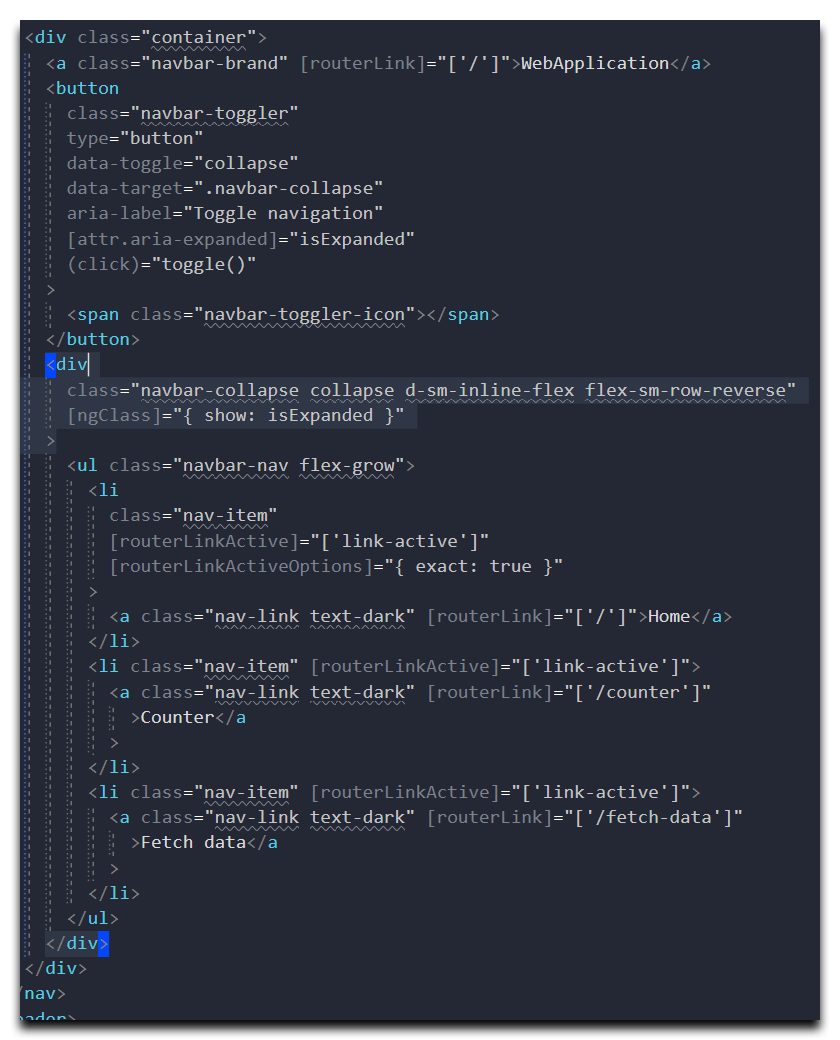 <div class="container">
<a class="navbar-brand" [routerLink]="['/']">WebApplication</a>
<button
class="navbar-toggler"
type="button"
data-toggle="collapse"
data-target=".navbar-collapse"
aria-label="Toggle navigation"
[attr.aria-expanded]="isExpanded"
(click)="toggle()"
>
<span class="navbar-toggler-icon"></span>
</button>
<div
class="navbar-collapse collapse d-sm-inline-flex flex-sm-row-reverse"
[ngClass]="{ show: isExpanded }"
>
<ul class="navbar-nav flex-grow">
<li
class="nav-item"
[routerLinkActive]="['link-active']"
[routerLinkActiveOptions]="{ exact: true }"
>
<a class="nav-link text-dark" [routerLink]="['/']">Home</a>
</li>
<li class="nav-item" [routerLinkActive]="['link-active']">
<a class="nav-link text-dark" [routerLink]="['/counter']"
>Counter</a
>
</li>
<li class="nav-item" [routerLinkActive]="['link-active']">
<a class="nav-link text-dark" [routerLink]="['/fetch-data']"
>Fetch data</a
>
</li>
</ul>
</div>
</div>
/nav>